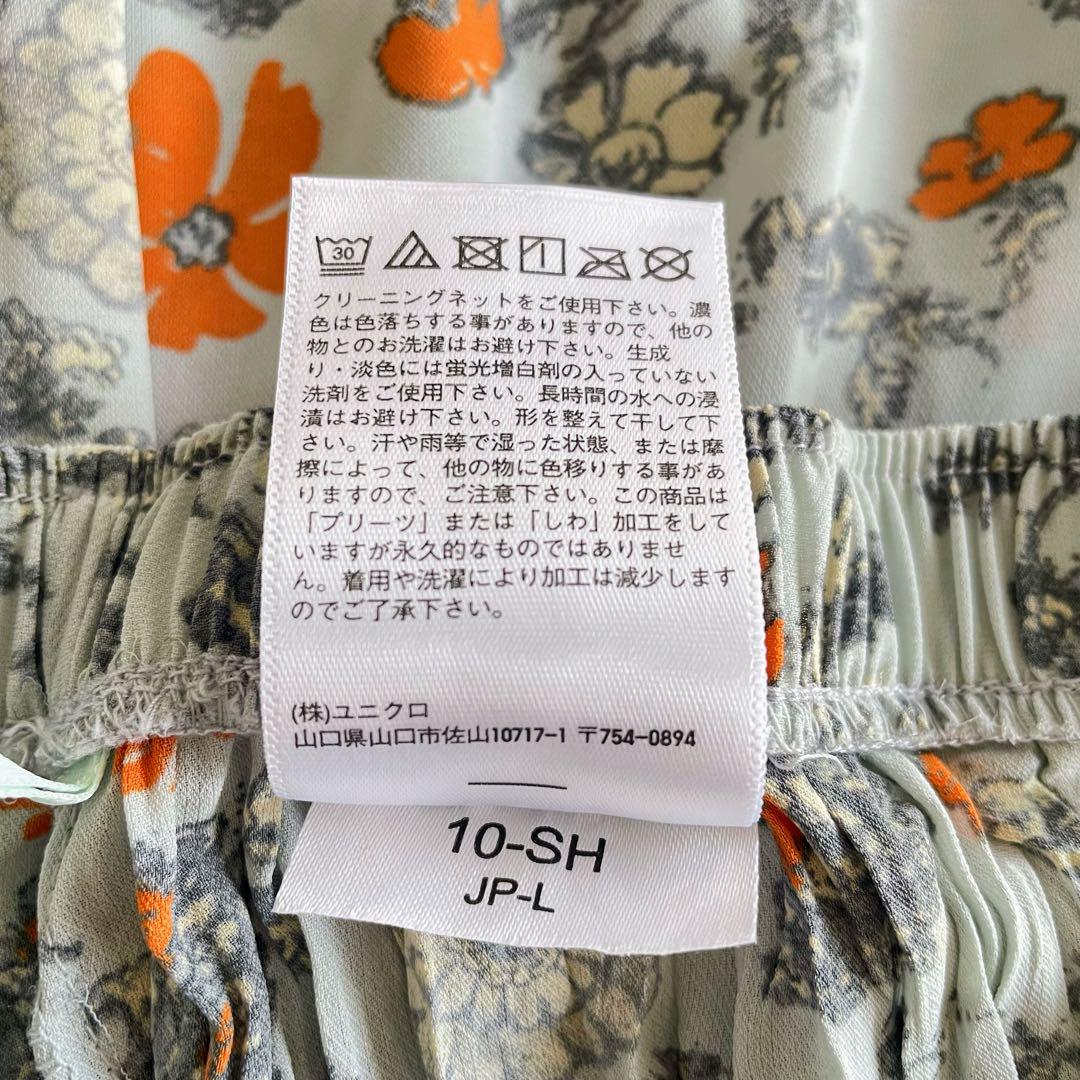 30
クリーニングネットをご使用下さい。濃
色は色落ちする事がありますので、他の
物とのお洗濯はお避け下さい。生成
り・淡色には蛍光増白剤の入っていない
洗剤をご使用下さい。長時間の水への浸
漬はお避け下さい。形を整えて干して下
さい。汗や雨等で湿った状態、または摩
擦によって、他の物に色移りする事があ
りますので、ご注意下さい。この商品は
「プリーツ」または「しわ」加工をして
いますが永久的なものではありませ
ん。着用や洗濯により加工は減少します
のでご了承下さい。
(株)ユニクロ
山口県山口市佐山10717-1 〒754-0894
10-SH
JP-L